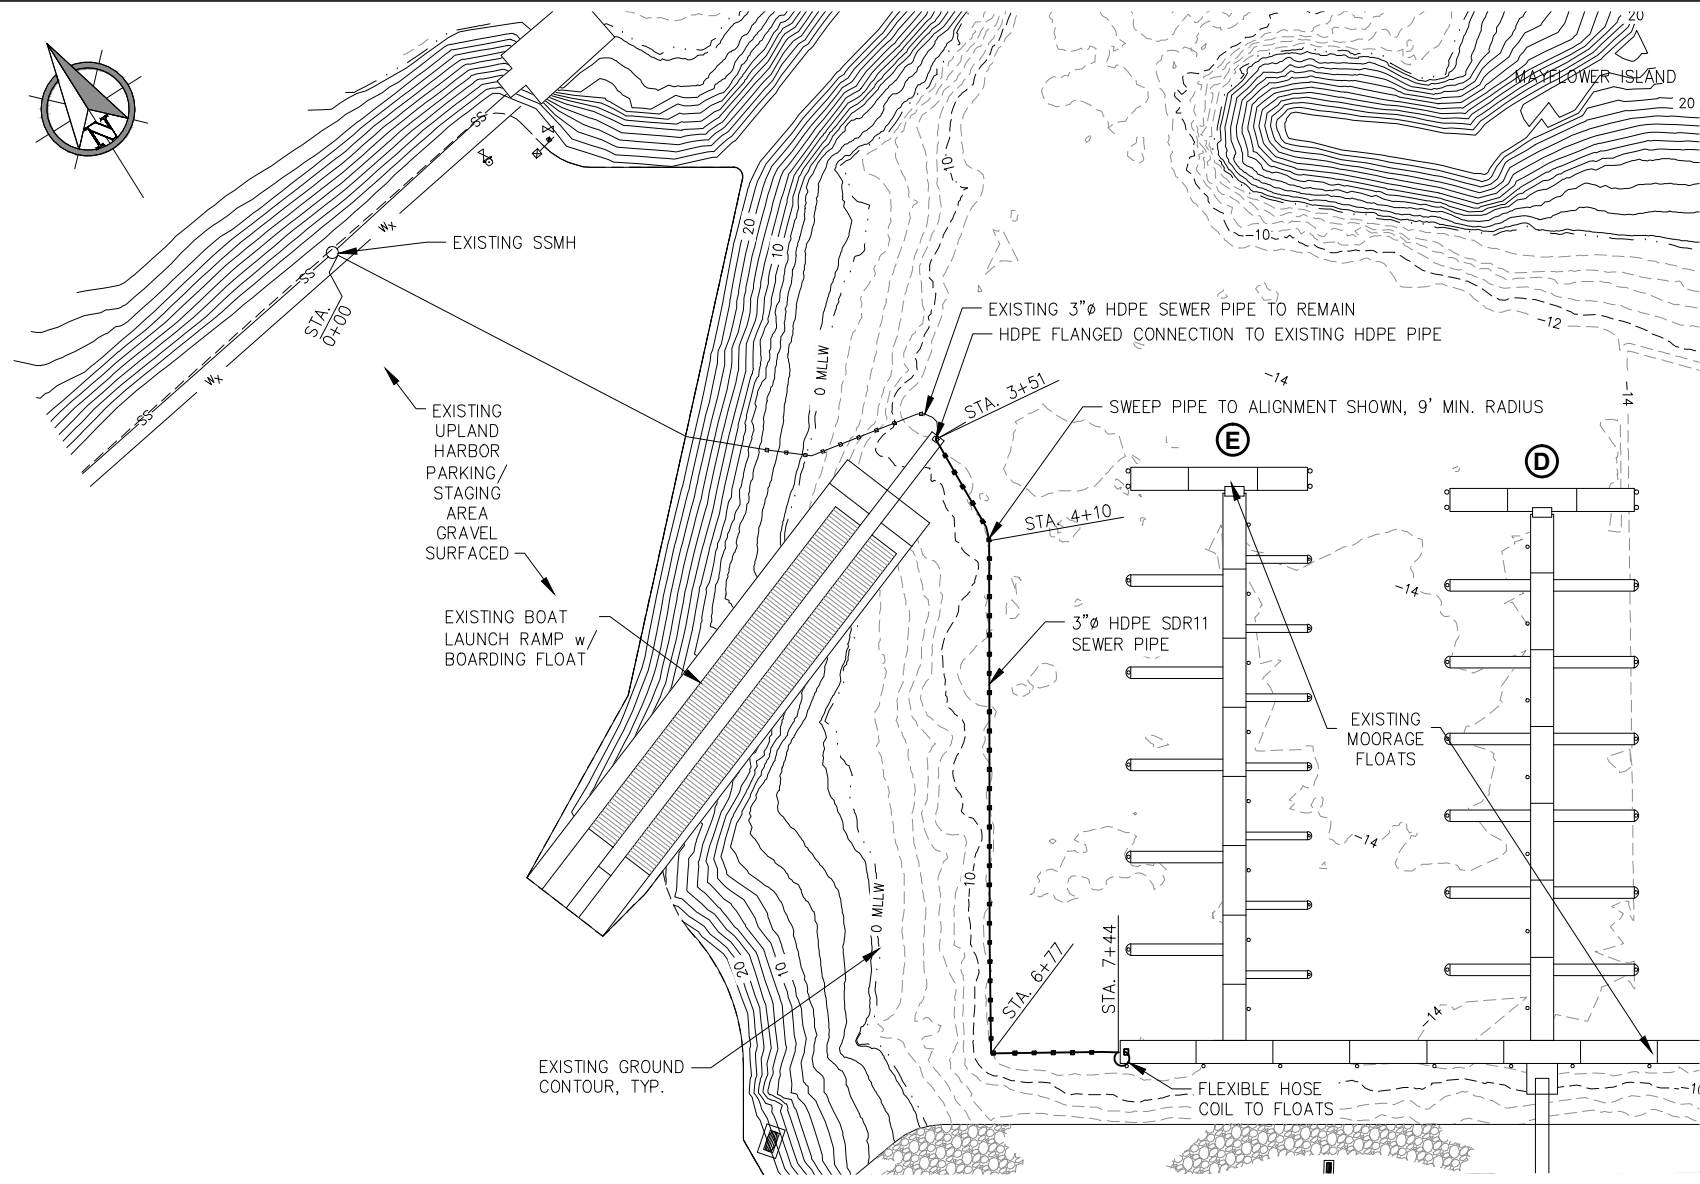 20
MAYFLOWER ISLAND
20
N
SS
10
Wx
20
EXISTING SSMH
10
-10
SS
STA.
0+00
EXISTING 3"ø HDPE SEWER PIPE TO REMAIN
HDPE FLANGED CONNECTION TO EXISTING HDPE PIPE
-12
0 MLLW
Wx
STA. 3+51
-14
-14
SS
EXISTING
UPLAND
HARBOR
PARKING/
STAGING
AREA
GRAVEL
SURFACED
SWEEP PIPE TO ALIGNMENT SHOWN, 9' MIN. RADIUS
E
D
STA. 4+10
-14
EXISTING BOAT
LAUNCH RAMP w/
BOARDING FLOAT
3"ø HDPE SDR11
SEWER PIPE
EXISTING
MOORAGE
FLOATS
-14
-10
0 MLLW
20
10
STA. 6+77
STA. 7+44
-14
EXISTING GROUND
CONTOUR, TYP.
FLEXIBLE HOSE
COIL TO FLOATS
-10